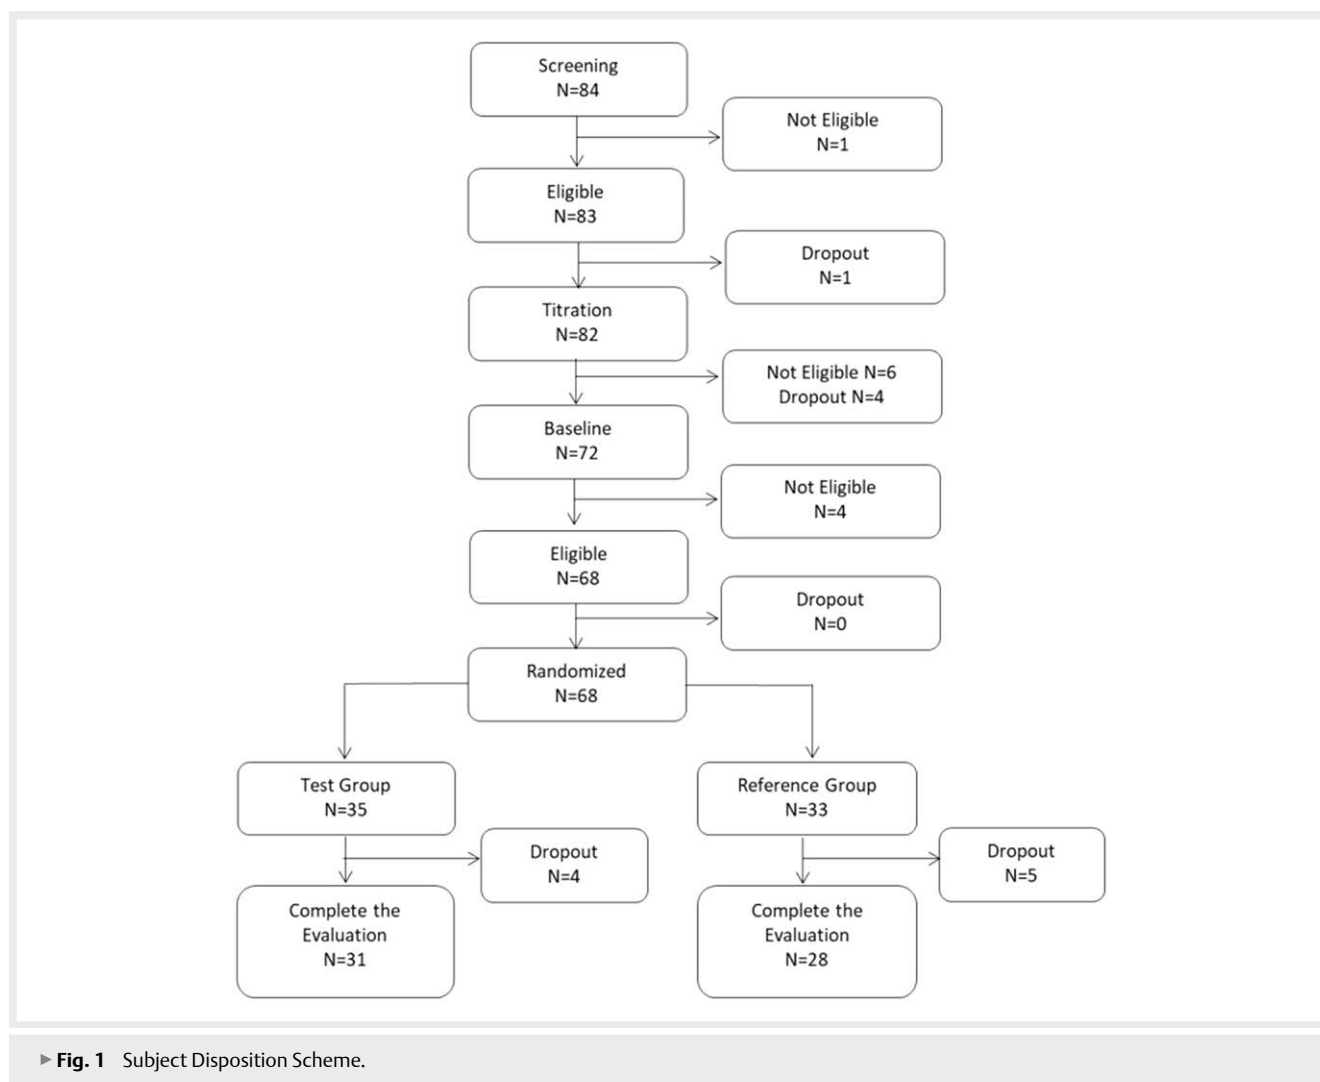 Screening
N=84
Not Eligible
N=1
Eligible
N=83
Dropout
N=1
Titration
N=82
Not Eligible N=6
Dropout N=4
Baseline
N=72
Not Eligible
N=4
Eligible
N=68
Dropout
N=0
Randomized
N=68
Test Group
N=35
Reference Group
N=33
Dropout
N=4
Dropout
N=5
Complete the
Evaluation
N=31
Complete the
Evaluation
N=28
▶ Fig. 1 Subject Disposition Scheme.